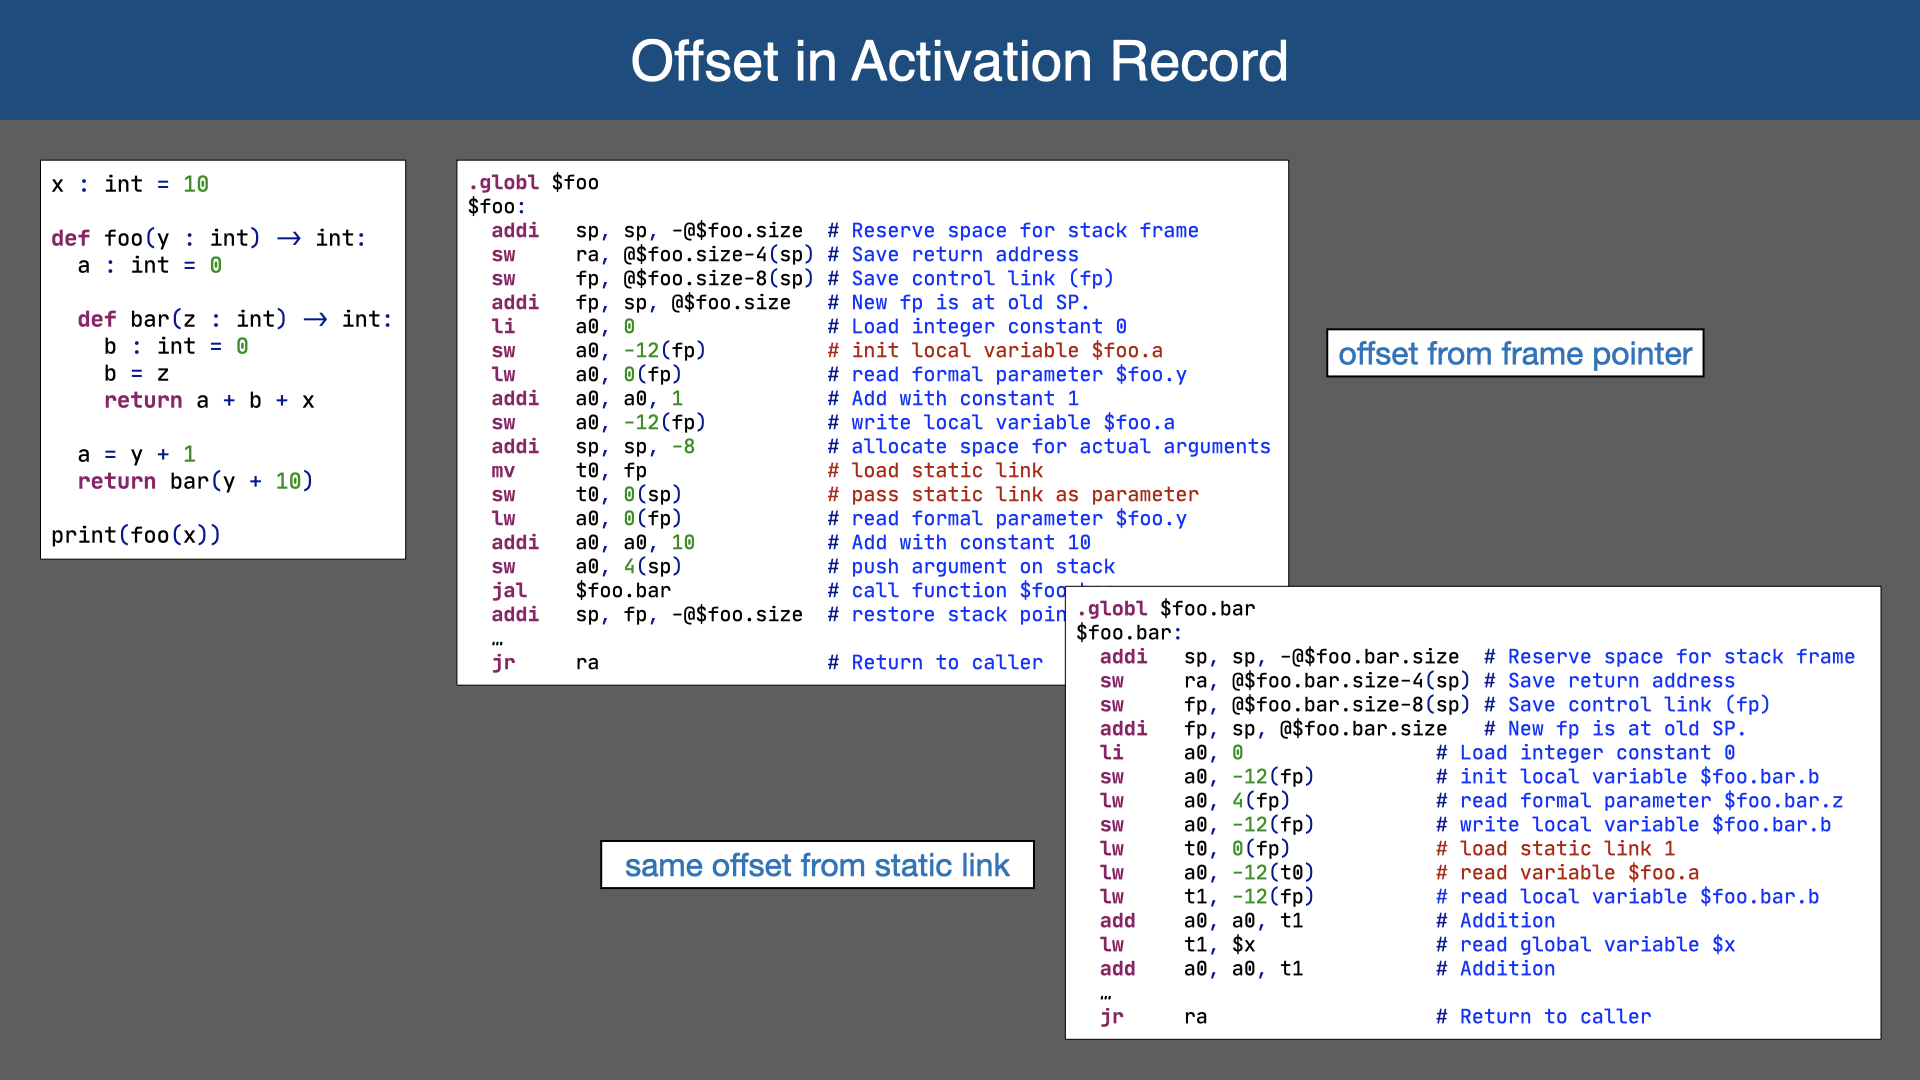 Offset in Activation Record
x : int = 10
def foo(y : int) → int:
  a : int = 0
  def bar(z : int) → int:
    b : int = 0
    b = z
    return a + b + x
  a = y + 1
  return bar(y + 10)
print(foo(x))
.globl $foo
$foo:
  addi   sp, sp, -@$foo.size  # Reserve space for stack frame
  sw     ra, @$foo.size-4(sp) # Save return address
  sw     fp, @$foo.size-8(sp) # Save control link (fp)
  addi   fp, sp, @$foo.size   # New fp is at old SP.
  li     a0, 0                # Load integer constant 0
  sw     a0, -12(fp)          # init local variable $foo.a
  lw     a0, 0(fp)            # read formal parameter $foo.y
  addi   a0, a0, 1            # Add with constant 1
  sw     a0, -12(fp)          # write local variable $foo.a
  addi   sp, sp, -8           # allocate space for actual arguments
  mv     t0, fp               # load static link
  sw     t0, 0(sp)            # pass static link as parameter
  lw     a0, 0(fp)            # read formal parameter $foo.y
  addi   a0, a0, 10           # Add with constant 10
  sw     a0, 4(sp)            # push argument on stack
  jal    $foo.bar             # call function $foo
  addi   sp, fp, -@$foo.size  # restore stack poin
  …
  jr     ra                   # Return to caller
offset from frame pointer
same offset from static link
.globl $foo.bar
$foo.bar:
  addi   sp, sp, -@$foo.bar.size  # Reserve space for stack frame
  sw     ra, @$foo.bar.size-4(sp) # Save return address
  sw     fp, @$foo.bar.size-8(sp) # Save control link (fp)
  addi   fp, sp, @$foo.bar.size   # New fp is at old SP.
  li     a0, 0                # Load integer constant 0
  sw     a0, -12(fp)          # init local variable $foo.bar.b
  lw     a0, 4(fp)            # read formal parameter $foo.bar.z
  sw     a0, -12(fp)          # write local variable $foo.bar.b
  lw     t0, 0(fp)            # load static link 1
  lw     a0, -12(t0)          # read variable $foo.a
  lw     t1, -12(fp)          # read local variable $foo.bar.b
  add    a0, a0, t1           # Addition
  lw     t1, $x               # read global variable $x
  add    a0, a0, t1           # Addition
  …
  jr     ra                   # Return to caller